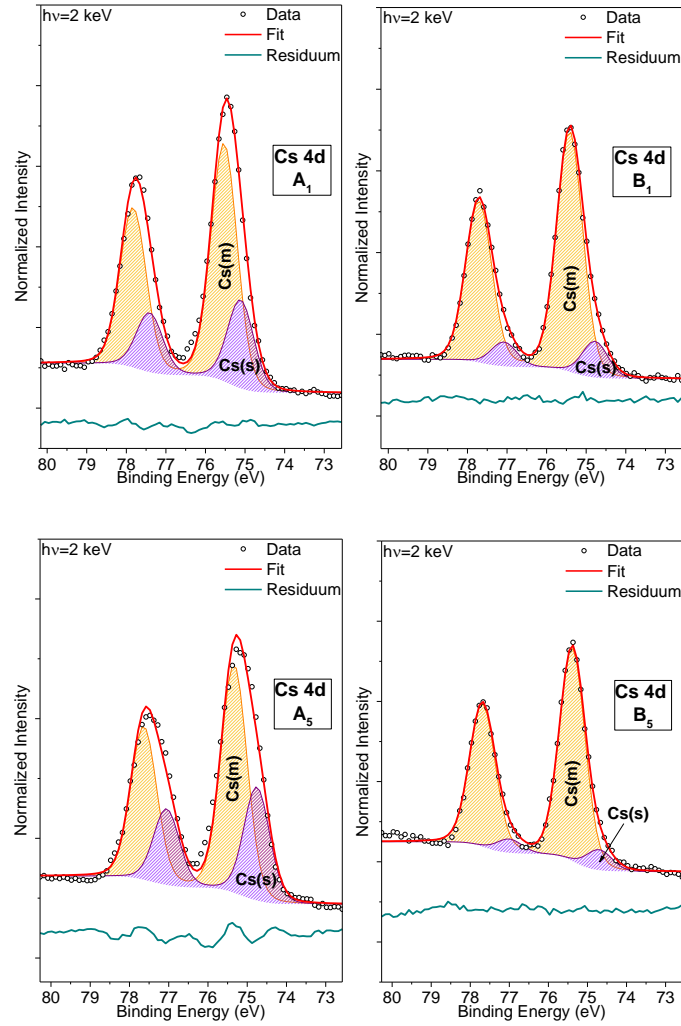 hν=2 keV
Data
Fit
Residuum
Cs 4d
A1
Cs(m)
Cs(s)
Normalized Intensity
80 79 78 77 76 75 74 73
Binding Energy (eV)
hν=2 keV
Data
Fit
Residuum
Cs 4d
B1
Cs(m)
Cs(s)
Normalized Intensity
80 79 78 77 76 75 74 73
Binding Energy (eV)
hν=2 keV
Data
Fit
Residuum
Cs 4d
A5
Cs(m)
Cs(s)
Normalized Intensity
80 79 78 77 76 75 74 73
Binding Energy (eV)
hν=2 keV
Data
Fit
Residuum
Cs 4d
B5
Cs(m)
Cs(s)
Normalized Intensity
80 79 78 77 76 75 74 73
Binding Energy (eV)